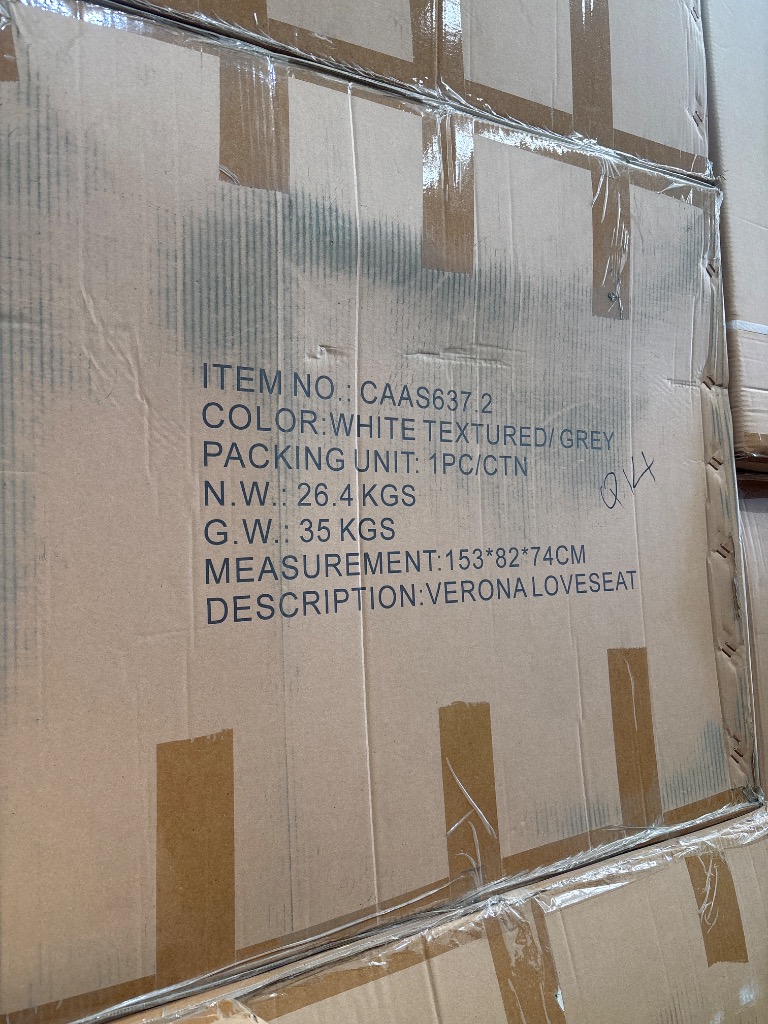 ITEM NO.: CAAS637.2
COLOR:WHITE TEXTURED/ GREY
PACKING UNIT: 1PC/CTN
N.W.: 26.4 KGS
G.W.: 35 KGS
MEASUREMENT:153*82*74CM
DESCRIPTION:VERONA LOVESEAT